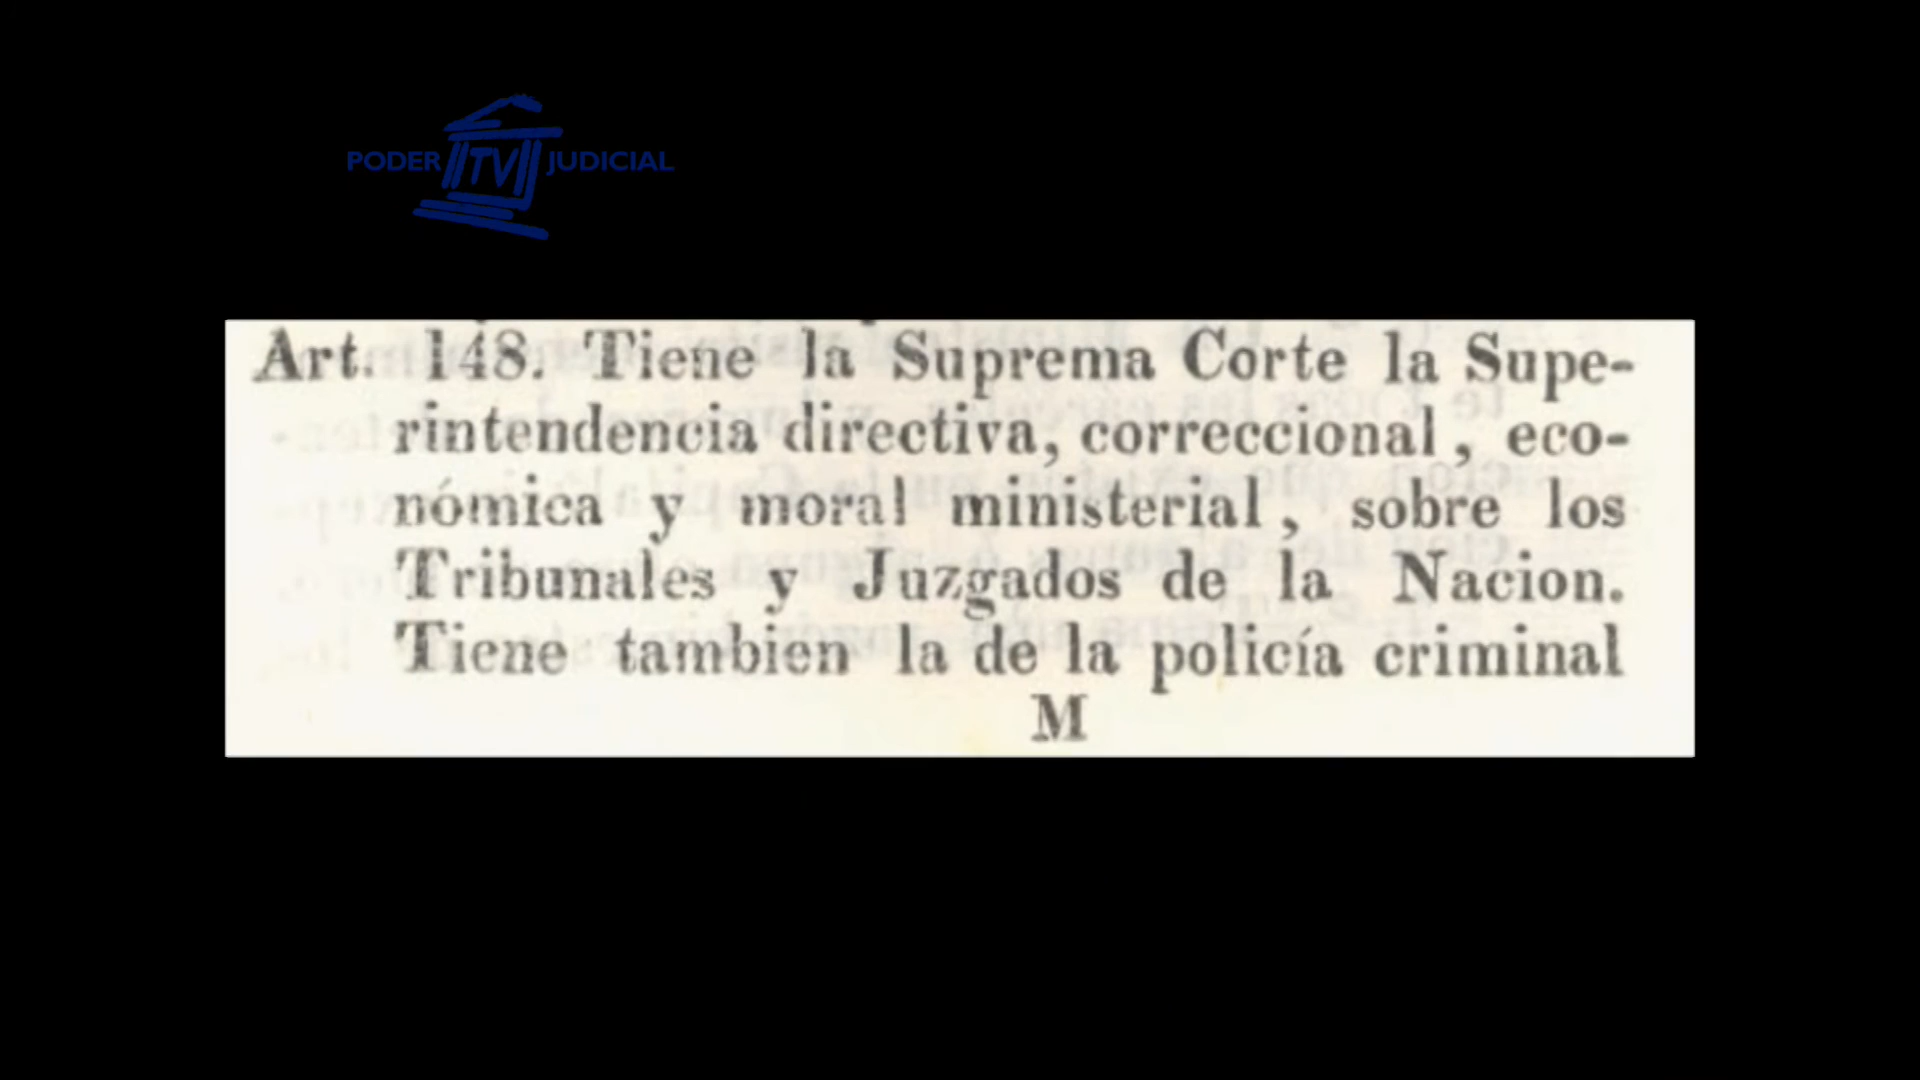 PODER TV JUDICIAL
Art. 148. Tiene la Suprema Corte la Supe-
rintendencia directiva, correccional, eco-
nómica y moral ministerial, sobre los
Tribunales y Juzgados de la Nacion.
Tiene tambien la de la policía criminal
M